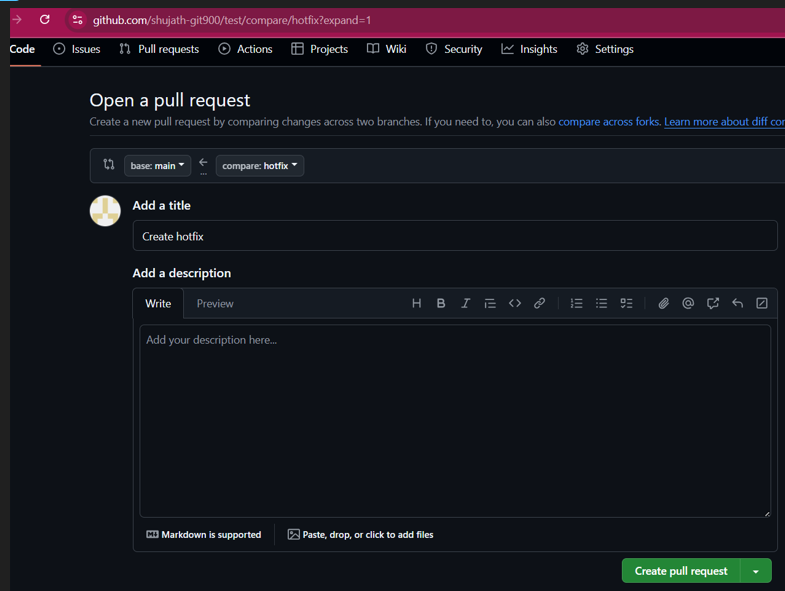 github.com/shujath-git900/test/compare/hotfix?expand=1
Code Issues Pull requests Actions Projects Wiki Security Insights Settings
Open a pull request
Create a new pull request by comparing changes across two branches. If you need to, you can also compare across forks. Learn more about diff
base: main ... compare: hotfix
Add a title
Create hotfix
Add a description
Write Preview
Add your description here...
Markdown is supported Paste, drop, or click to add files
Create pull request